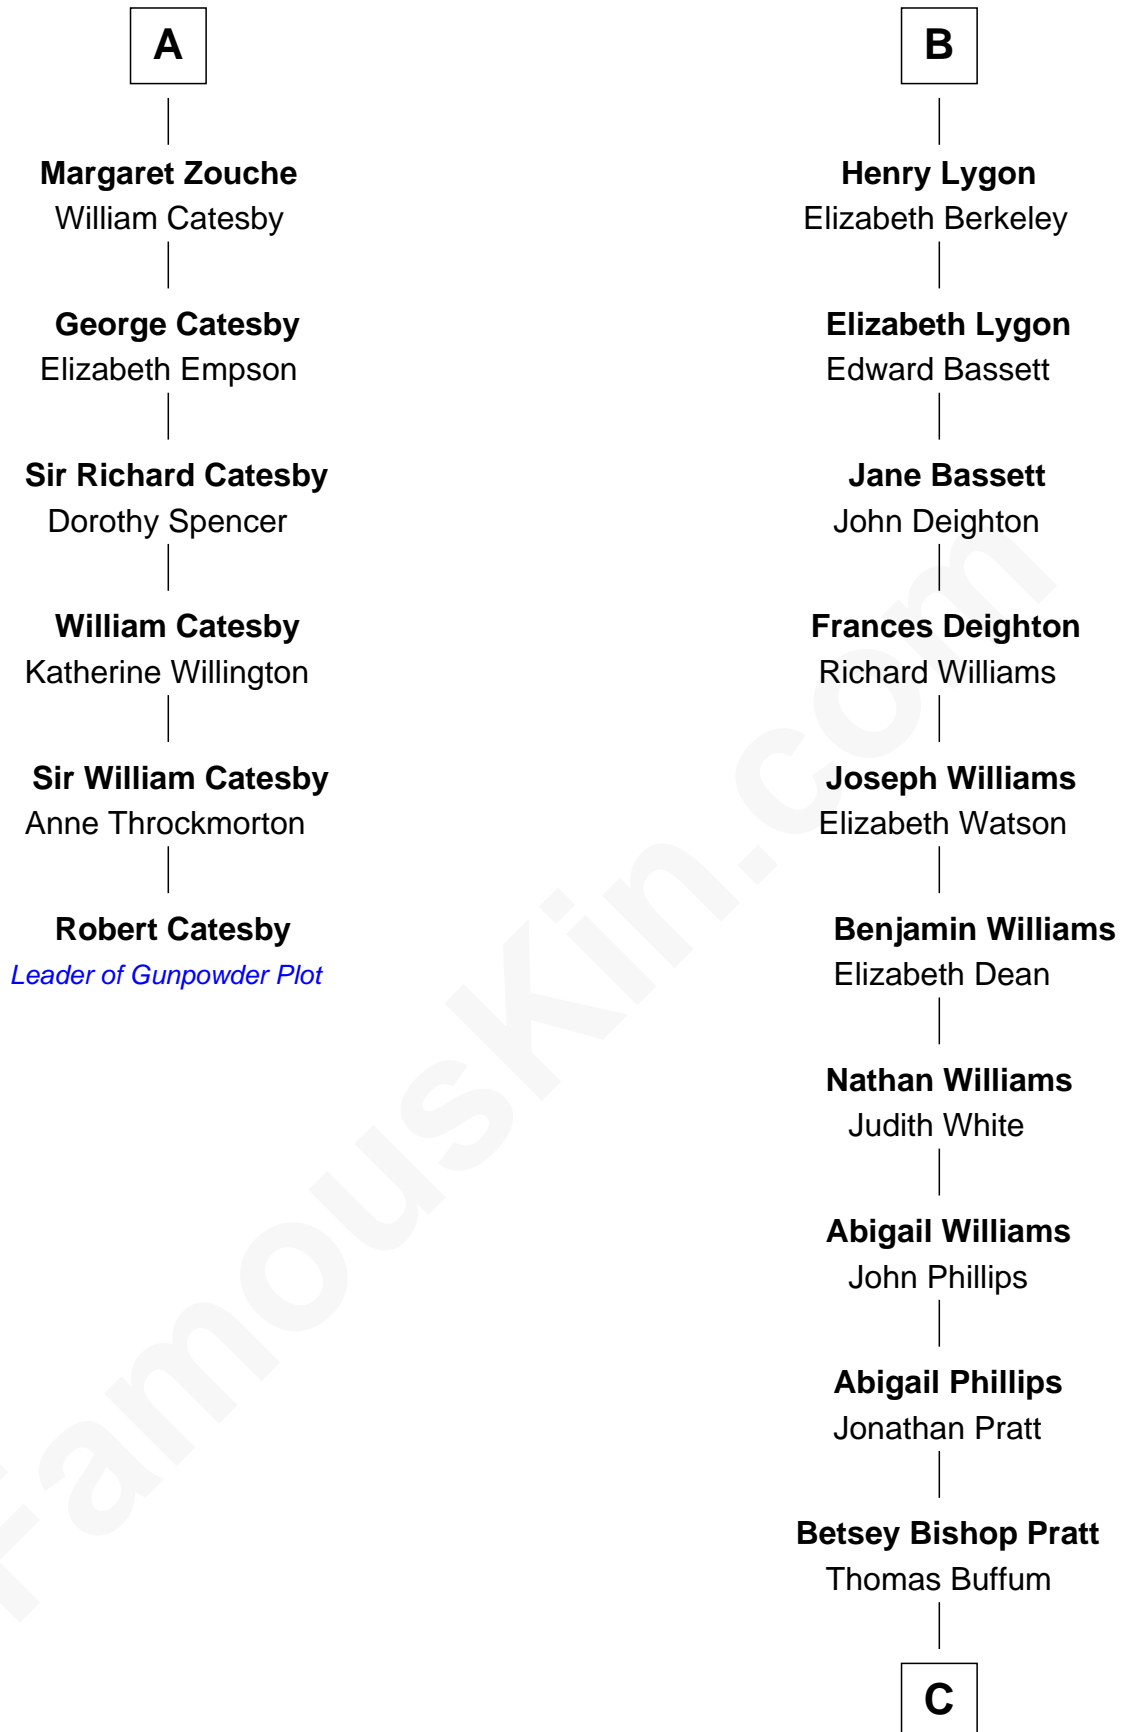 A
Margaret Zouche
William Catesby
George Catesby
Elizabeth Empson
Sir Richard Catesby
Dorothy Spencer
William Catesby
Katherine Willington
Sir William Catesby
Anne Throckmorton
Robert Catesby
Leader of Gunpowder Plot
B
Henry Lygon
Elizabeth Berkeley
Elizabeth Lygon
Edward Bassett
Jane Bassett
John Deighton
Frances Deighton
Richard Williams
Joseph Williams
Elizabeth Watson
Benjamin Williams
Elizabeth Dean
Nathan Williams
Judith White
Abigail Williams
John Phillips
Abigail Phillips
Jonathan Pratt
Betsey Bishop Pratt
Thomas Buffum
C
FamousKin.com